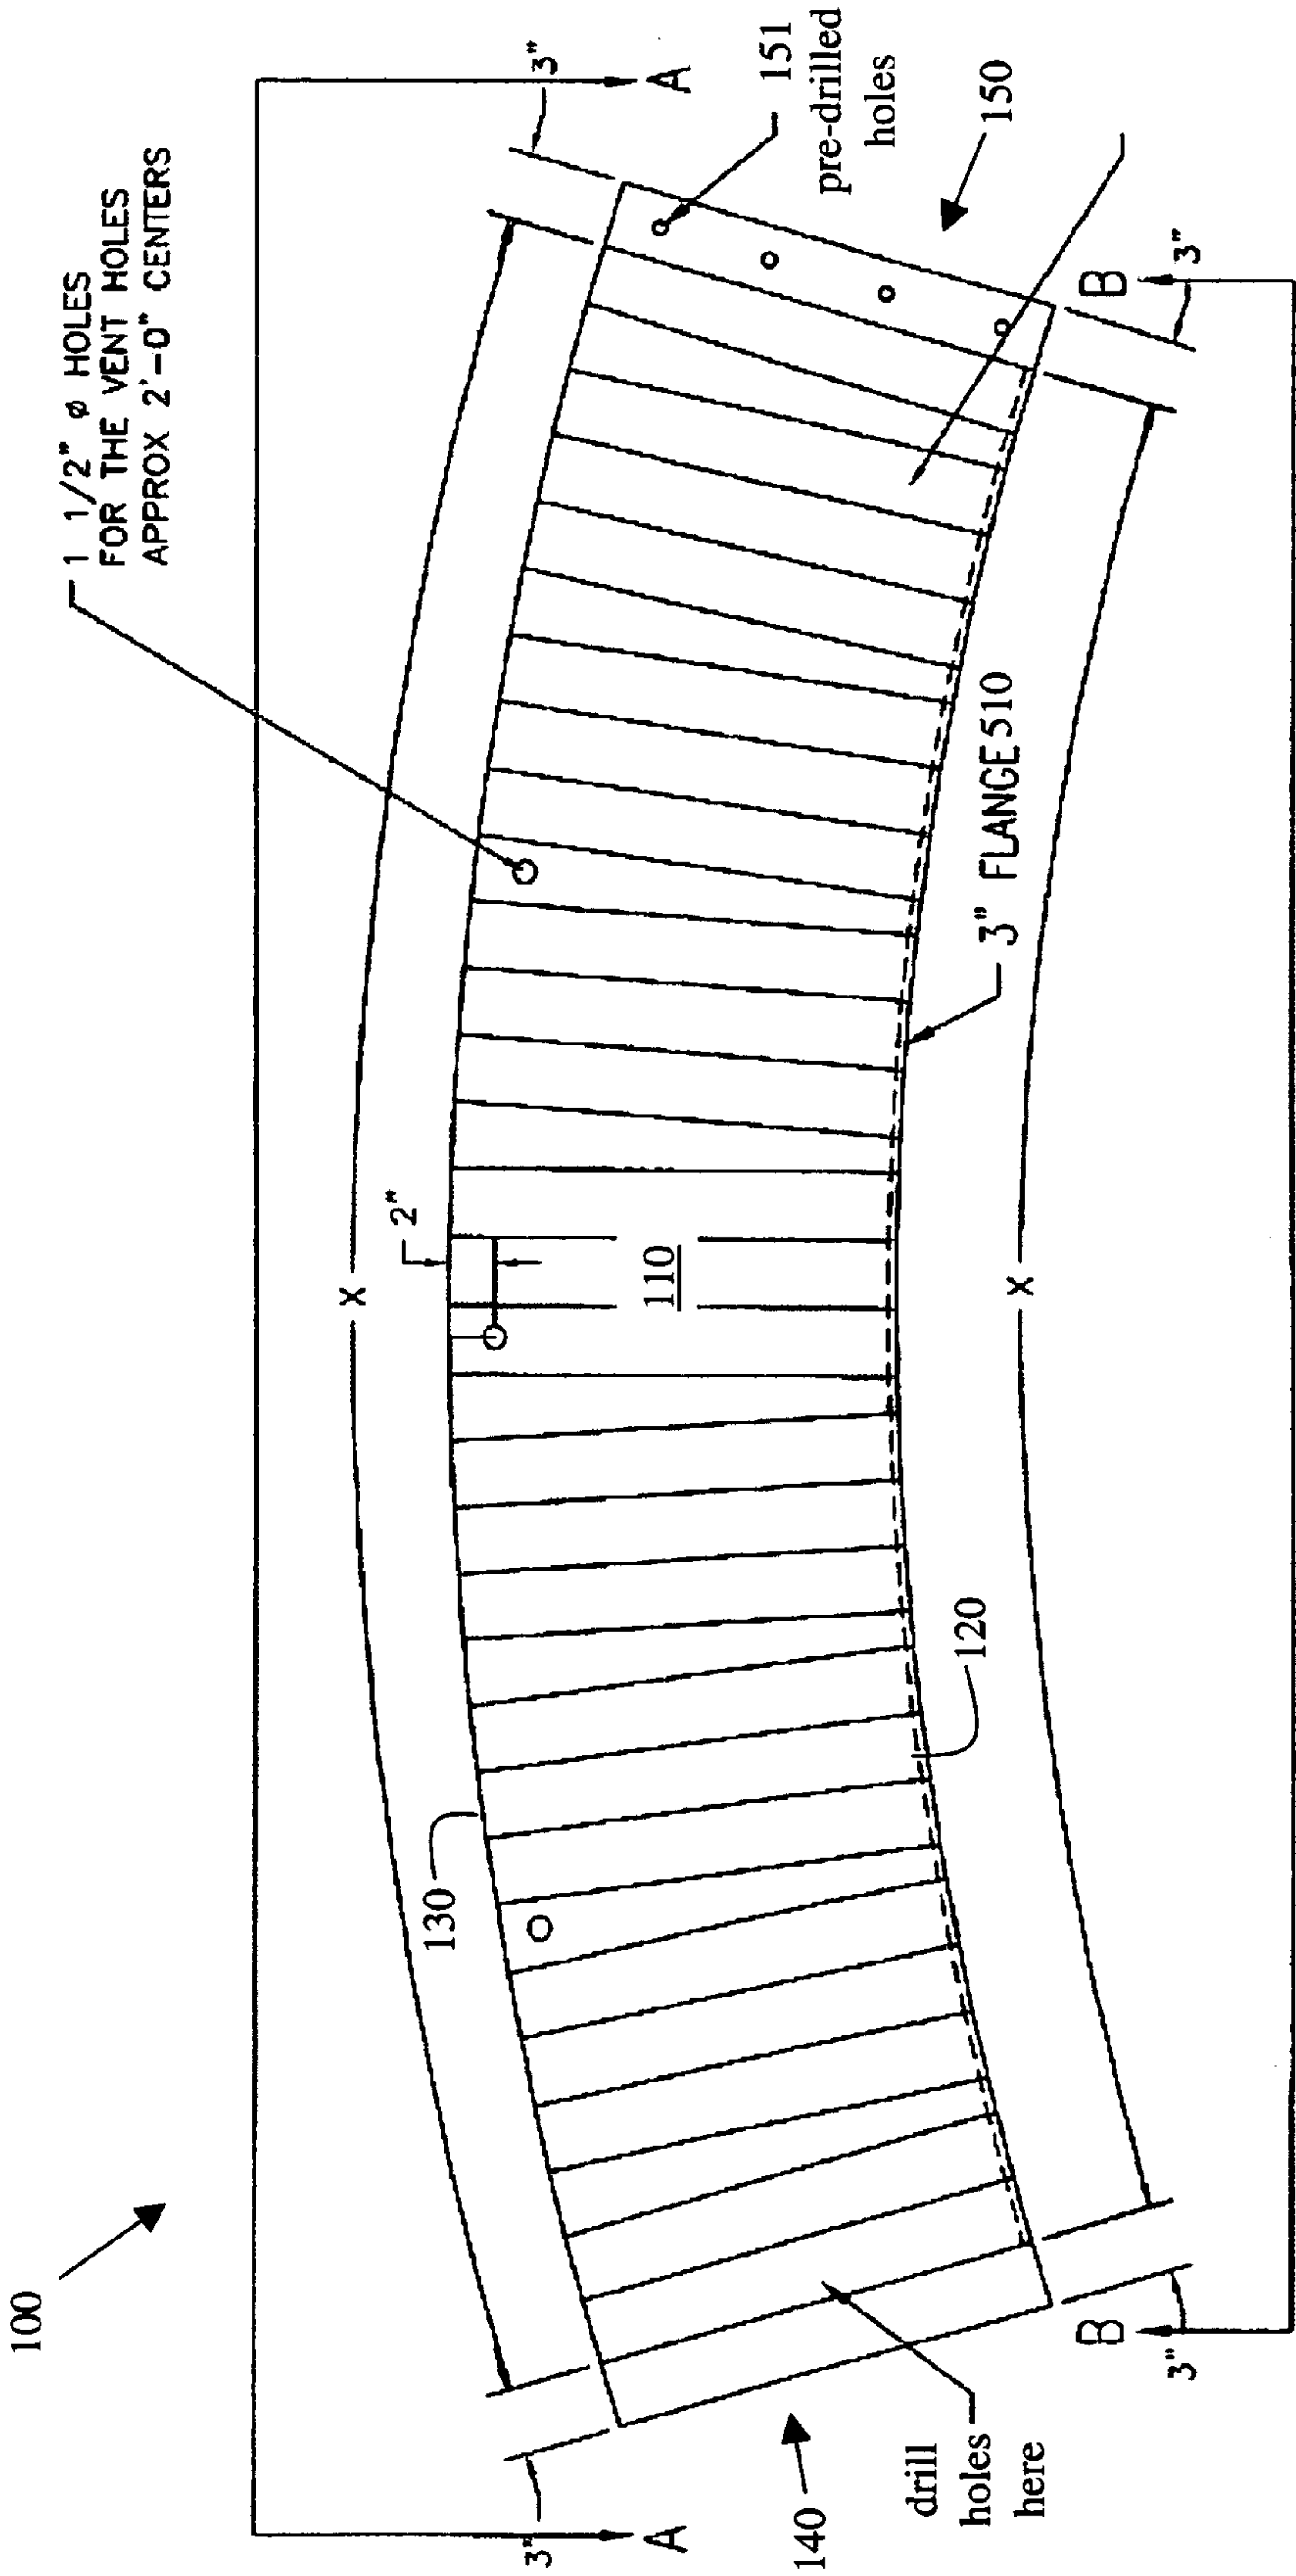 100
1 1/2" ø HOLES
FOR THE VENT HOLES
APPROX 2'-0" CENTERS
A
A
3"
3"
X
2"
130
110
151
pre-drilled
holes
150
140
drill
holes
here
120
3" FLANGE 510
X
B
B
3"
3"